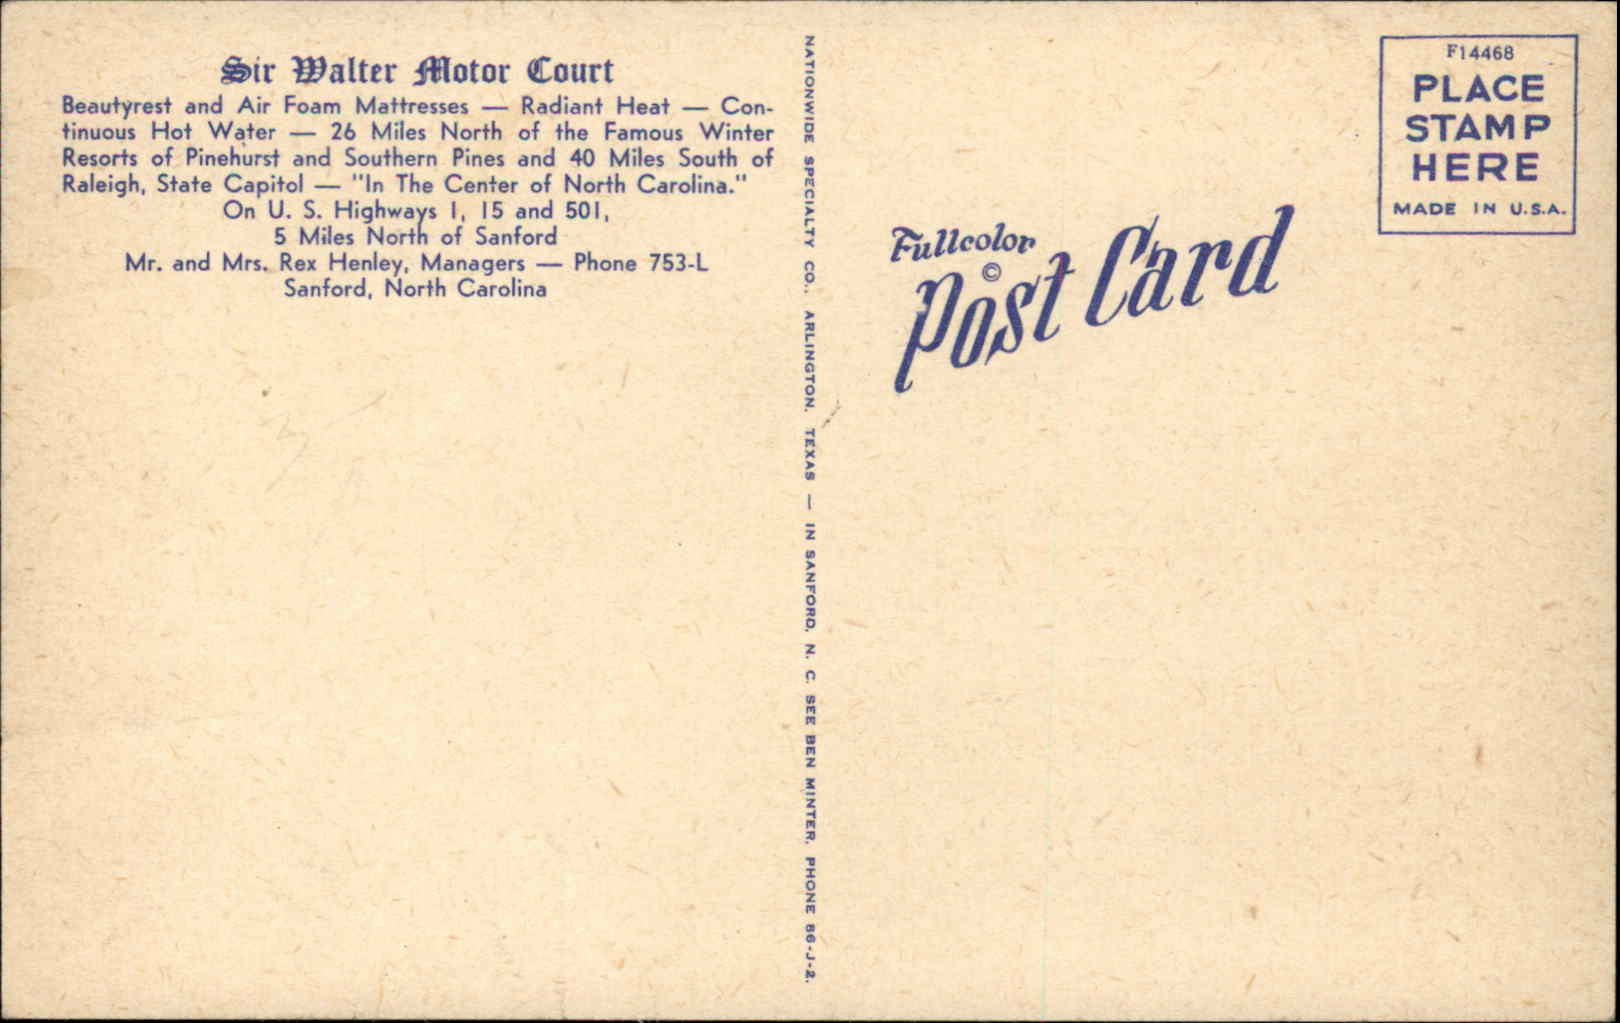 Sir Walter Motor Court
Beautyrest and Air Foam Mattresses — Radiant Heat — Con-
tinuous Hot Water — 26 Miles North of the Famous Winter
Resorts of Pinehurst and Southern Pines and 40 Miles South of
Raleigh, State Capitol — "In The Center of North Carolina."
On U. S. Highways 1, 15 and 501,
5 Miles North of Sanford
Mr. and Mrs. Rex Henley, Managers — Phone 753-L
Sanford, North Carolina
NATIONWIDE SPECIALTY CO., ARLINGTON, TEXAS — IN SANFORD, N. C. SEE BEN MINTER, PHONE 86-J-2.
Fullcolor
©
Post Card
F14468
PLACE
STAMP
HERE
MADE IN U.S.A.